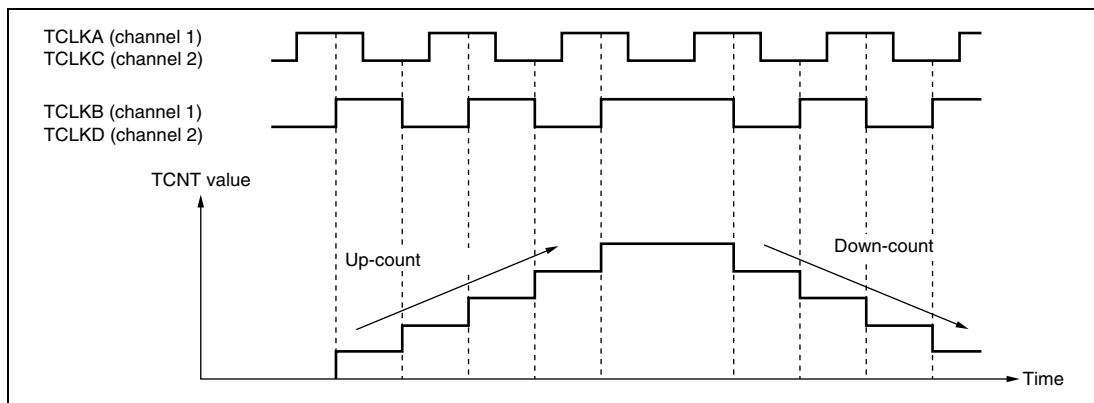 TCLKA (channel 1)
TCLKC (channel 2)
TCLKB (channel 1)
TCLKD (channel 2)
TCNT value
Up-count
Down-count
Time